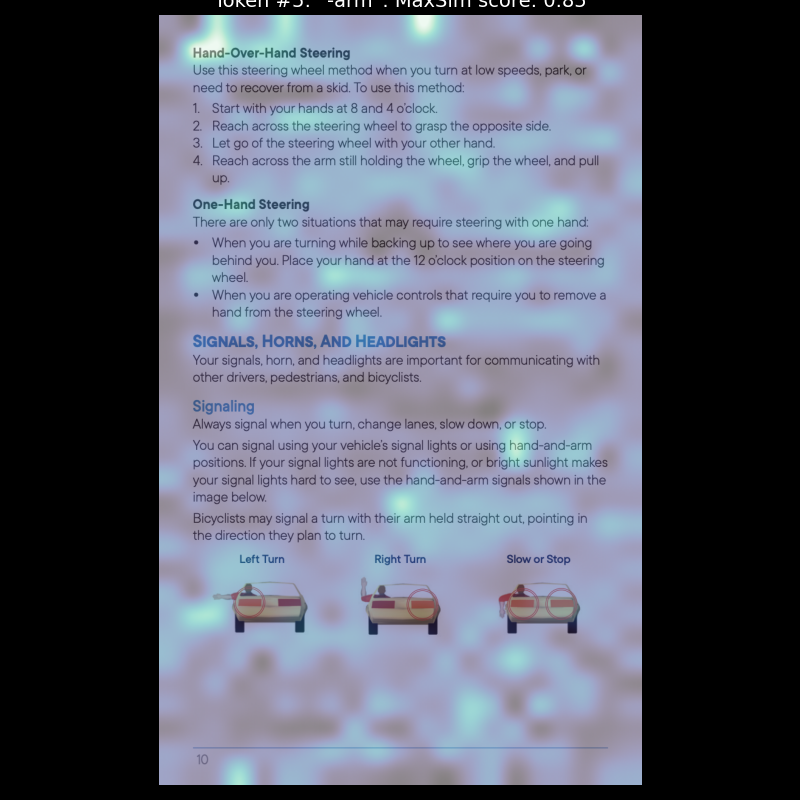 Token #5: "-arm". MaxSim score: 0.85
Hand-Over-Hand Steering
Use this steering wheel method when you turn at low speeds, park, or
need to recover from a skid. To use this method:
1. Start with your hands at 8 and 4 o'clock.
2. Reach across the steering wheel to grasp the opposite side.
3. Let go of the steering wheel with your other hand.
4. Reach across the arm still holding the wheel, grip the wheel, and pull
up.
One-Hand Steering
There are only two situations that may require steering with one hand:
• When you are turning while backing up to see where you are going
behind you. Place your hand at the 12 o'clock position on the steering
wheel.
• When you are operating vehicle controls that require you to remove a
hand from the steering wheel.
SIGNALS, HORNS, AND HEADLIGHTS
Your signals, horn, and headlights are important for communicating with
other drivers, pedestrians, and bicyclists.
Signaling
Always signal when you turn, change lanes, slow down, or stop.
You can signal using your vehicle's signal lights or using hand-and-arm
positions. If your signal lights are not functioning, or bright sunlight makes
your signal lights hard to see, use the hand-and-arm signals shown in the
image below.
Bicyclists may signal a turn with their arm held straight out, pointing in
the direction they plan to turn.
Left Turn Right Turn Slow or Stop
10